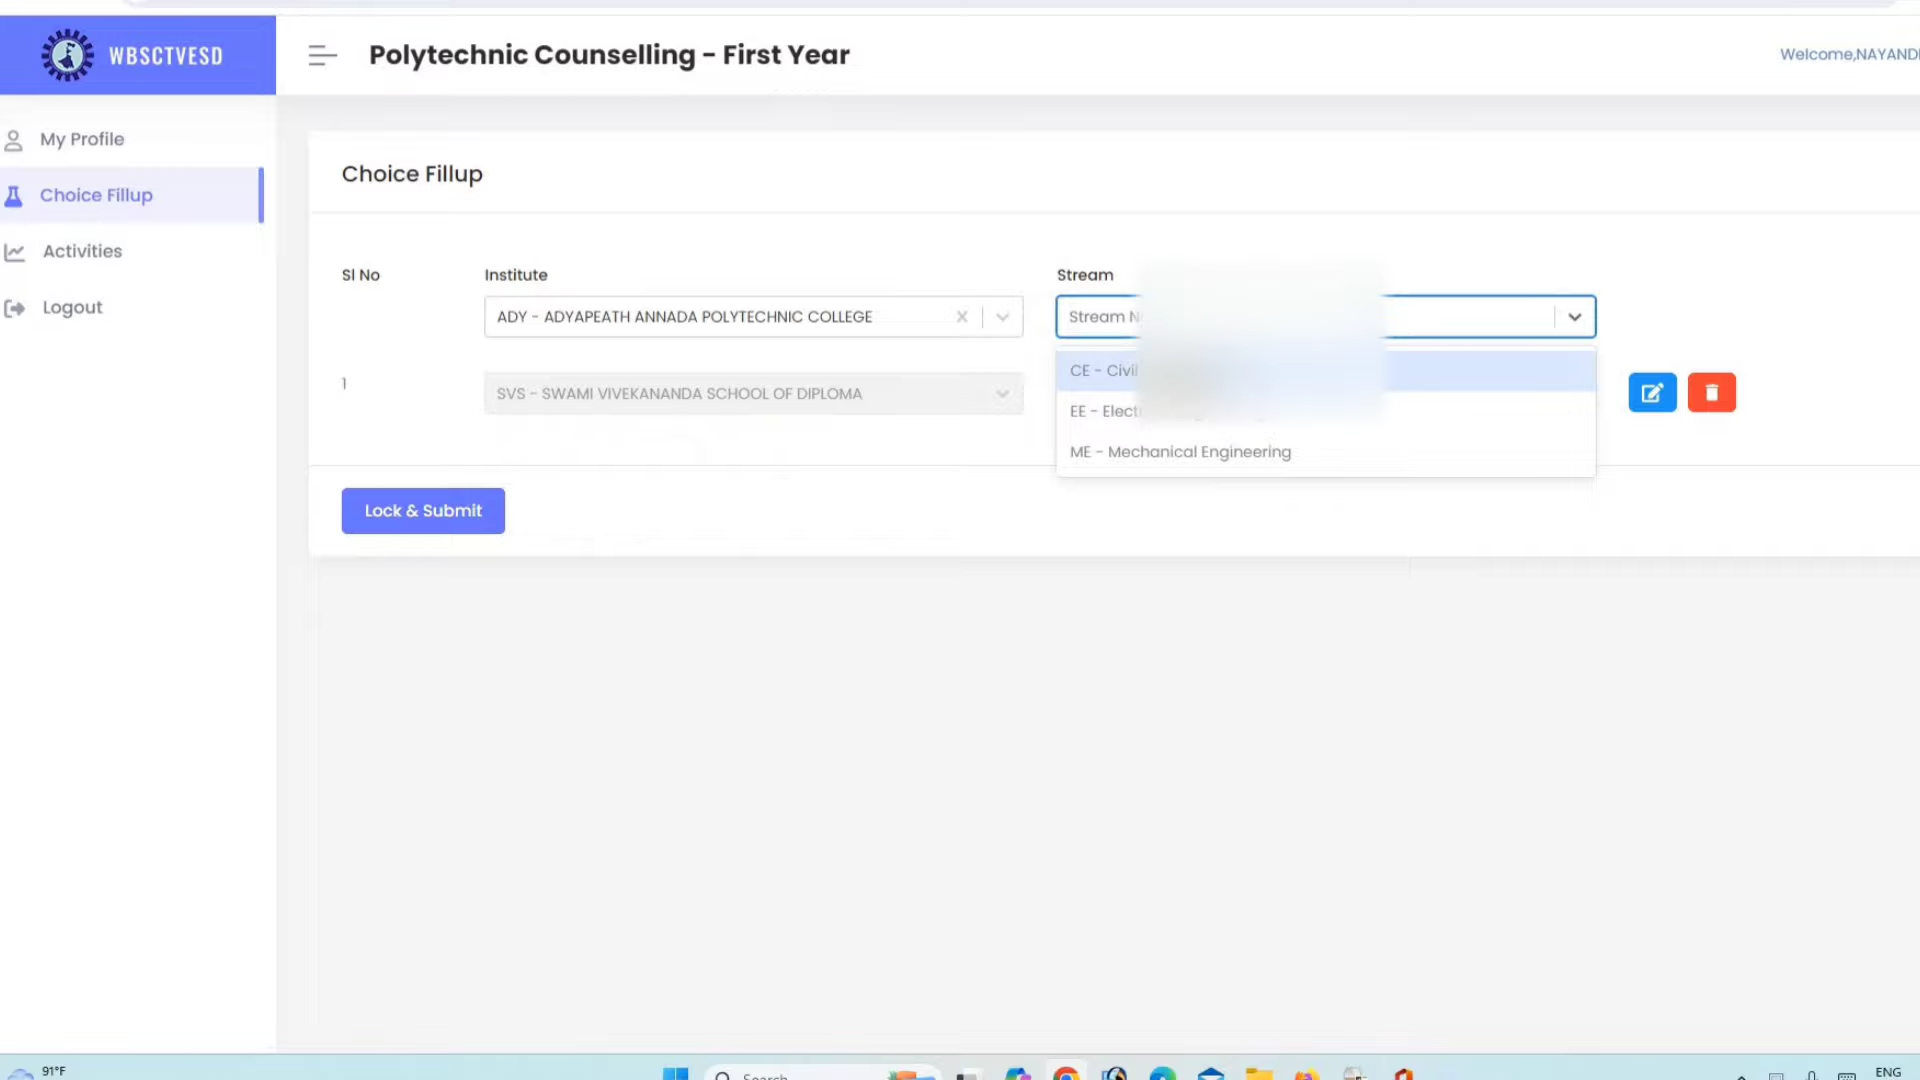 WBSCTVESD
Polytechnic Counselling - First Year
Welcome,NAYAND
My Profile
Choice Fillup
Activities
Logout
Choice Fillup
Sl No
Institute
Stream
ADY - ADYAPEATH ANNADA POLYTECHNIC COLLEGE
Stream N
1
SVS - SWAMI VIVEKANANDA SCHOOL OF DIPLOMA
CE - Civil
EE - Elect
ME - Mechanical Engineering
Lock & Submit
91°F
Search
ENG